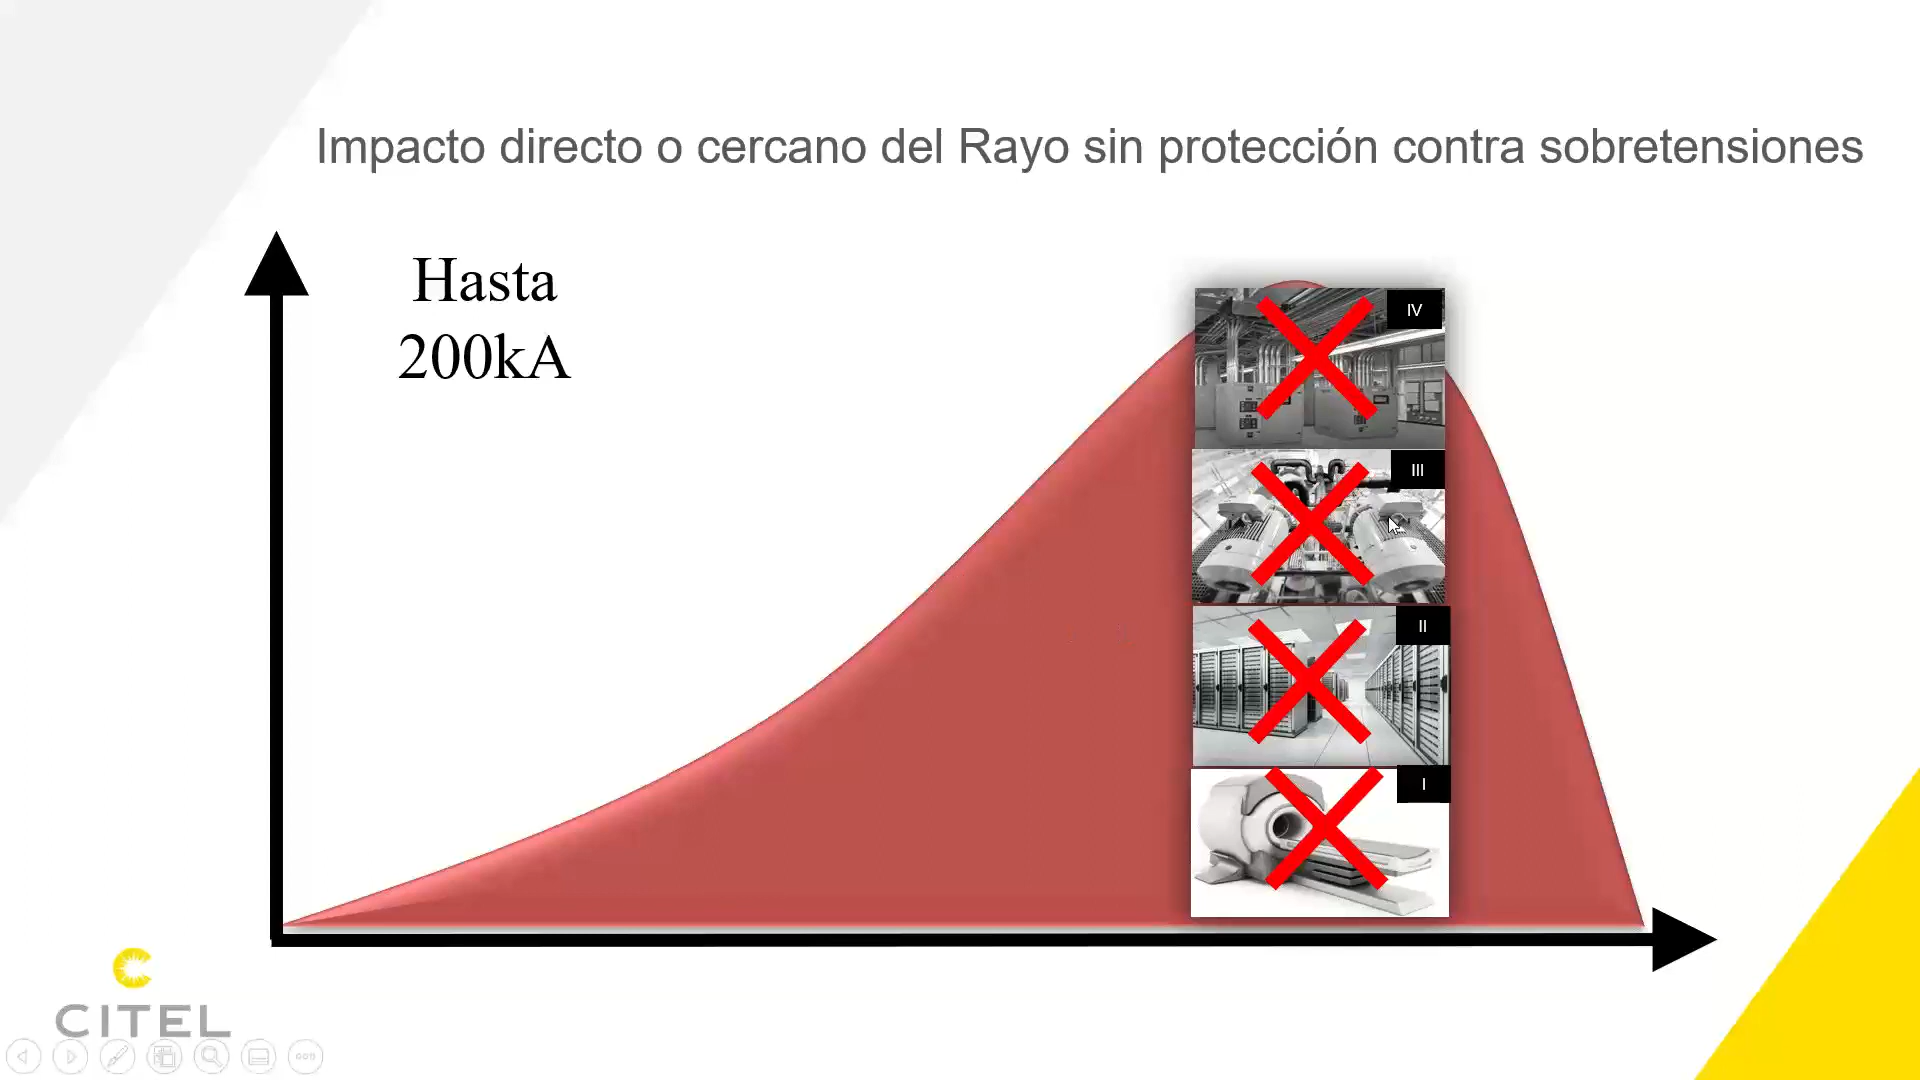 Impacto directo o cercano del Rayo sin protección contra sobretensiones
Hasta
200kA
IV
III
II
I
CITEL